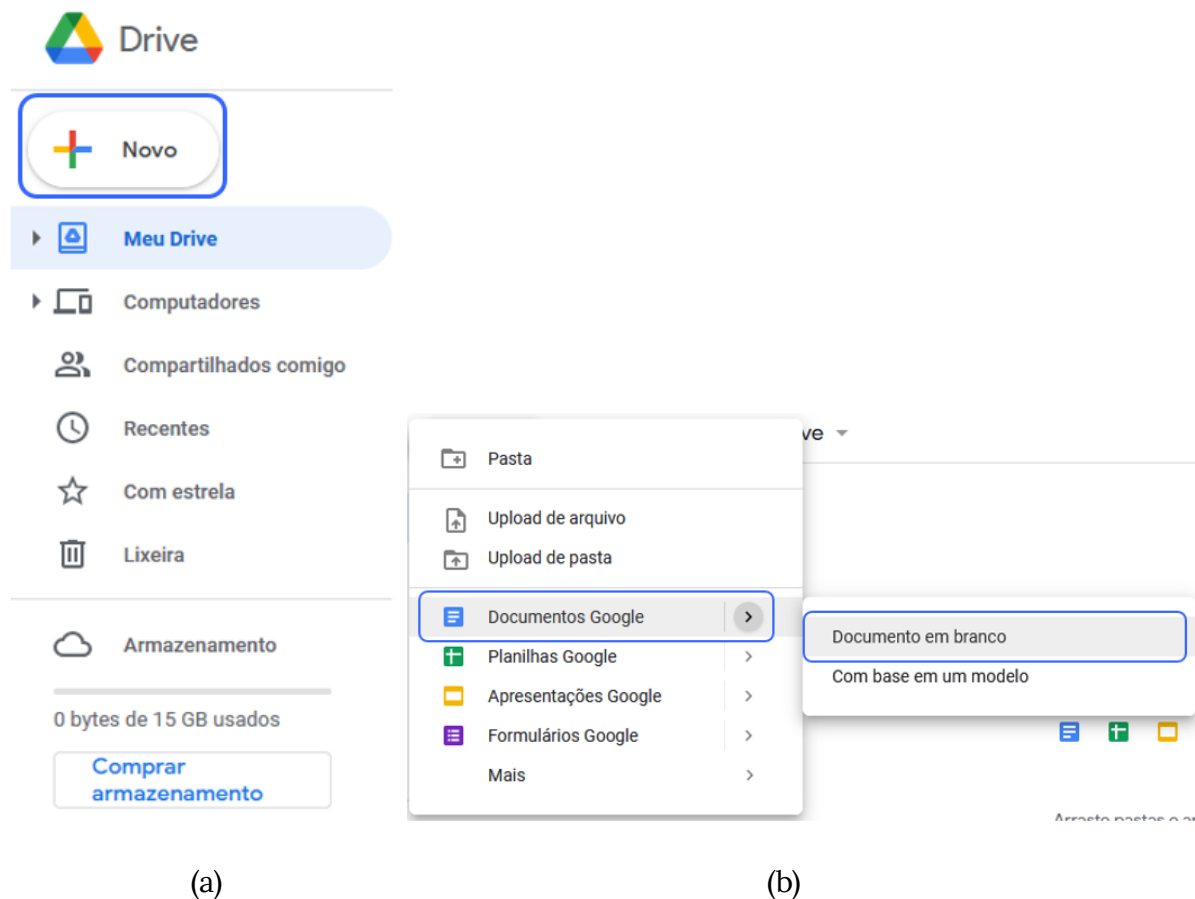 Drive
Novo
Meu Drive
Computadores
Compartilhados comigo
Recentes
Com estrela
Lixeira
Armazenamento
0 bytes de 15 GB usados
Comprar
armazenamento
ve
Pasta
Upload de arquivo
Upload de pasta
Documentos Google
Planilhas Google
Apresentações Google
Formulários Google
Mais
Documento em branco
Com base em um modelo
(a)
(b)